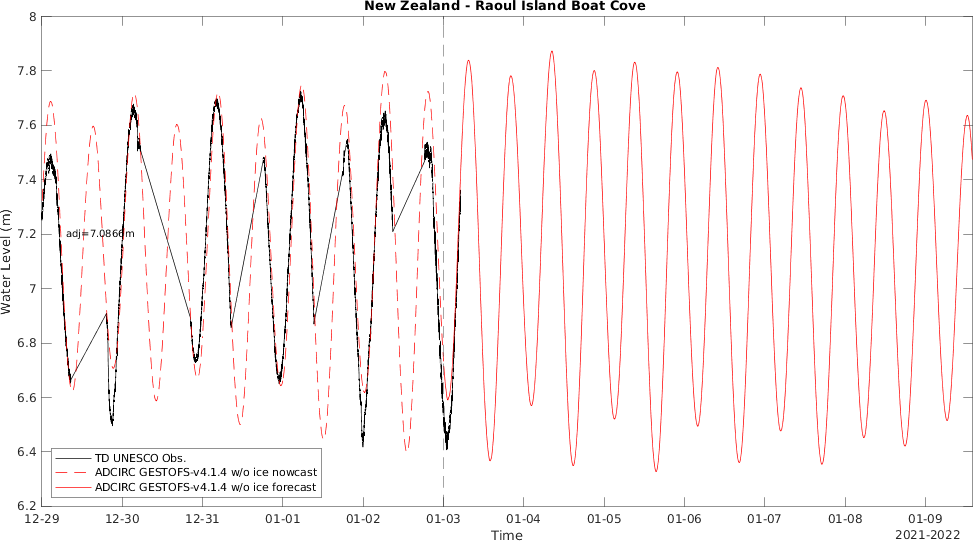 New Zealand - Raoul Island Boat Cove
Water Level (m)
8
7.8
7.6
7.4
7.2
7
6.8
6.6
6.4
6.2
adj=7.0866m
TD UNESCO Obs.
ADCIRC GESTOFS-v4.1.4 w/o ice nowcast
ADCIRC GESTOFS-v4.1.4 w/o ice forecast
12-29 12-30 12-31 01-01 01-02 01-03 01-04 01-05 01-06 01-07 01-08 01-09
Time
2021-2022